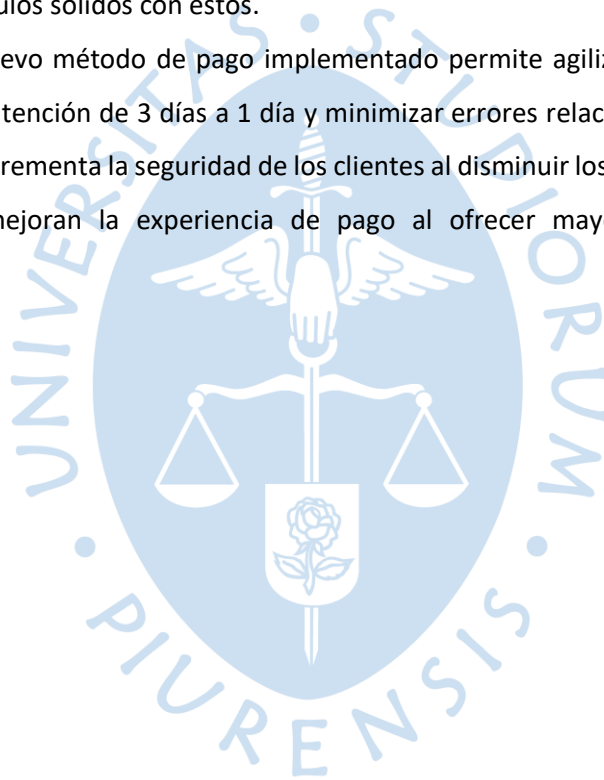 ulos sólidos con estos.
evo método de pago implementado permite agiliz
tención de 3 días a 1 día y minimizar errores relac
rementa la seguridad de los clientes al disminuir los
nejoran la experiencia de pago al ofrecer mayo
UNIVERSITAS • STUDIORUM • PIURENSIS •